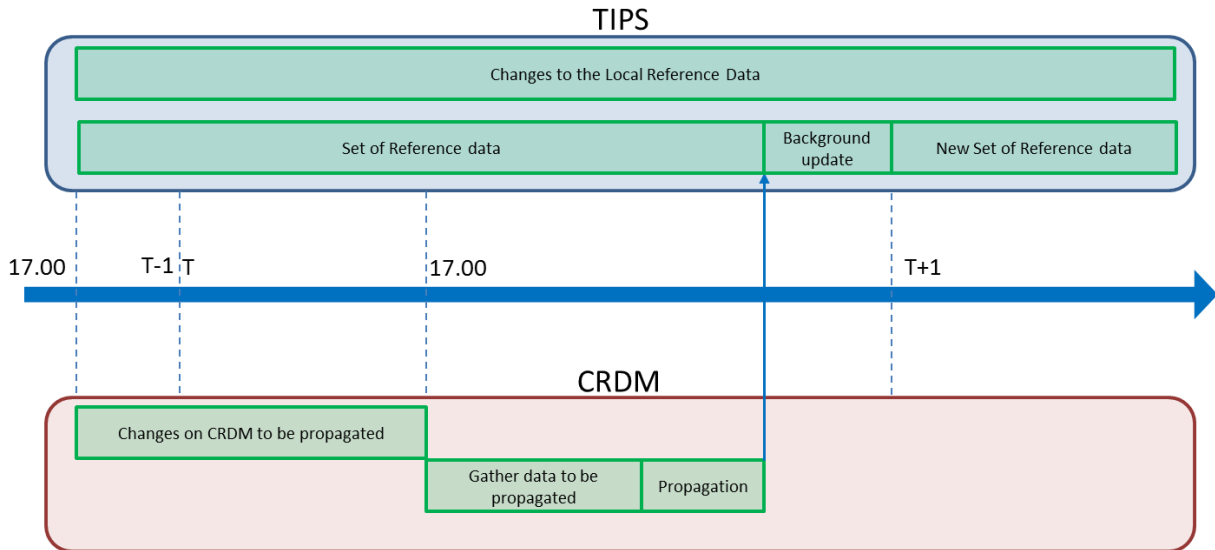 TIPS
Changes to the Local Reference Data
Set of Reference data
Background
update
New Set of Reference data
17.00
T-1
T
17.00
T+1
CRDM
Changes on CRDM to be propagated
Gather data to be
propagated
Propagation